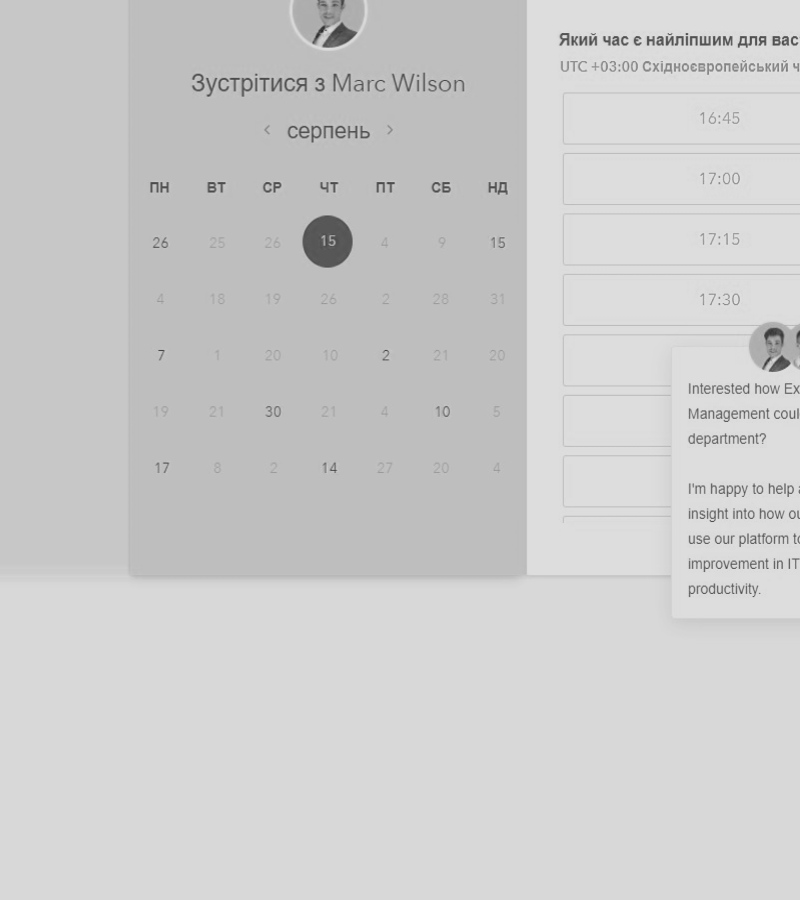 Зустрітися з Marc Wilson
серпень
ПН ВТ СР ЧТ ПТ СБ НД
26 25 26 15 4 9 15
4 18 19 26 2 28 31
7 1 20 10 2 21 20
19 21 30 21 4 10 5
17 8 2 14 27 20 4
Який час є найліпшим для вас
UTC +03:00 Східноєвропейський ч
16:45
17:00
17:15
17:30
Interested how Ex
Management coul
department?
I'm happy to help a
insight into how ou
use our platform to
improvement in IT
productivity.